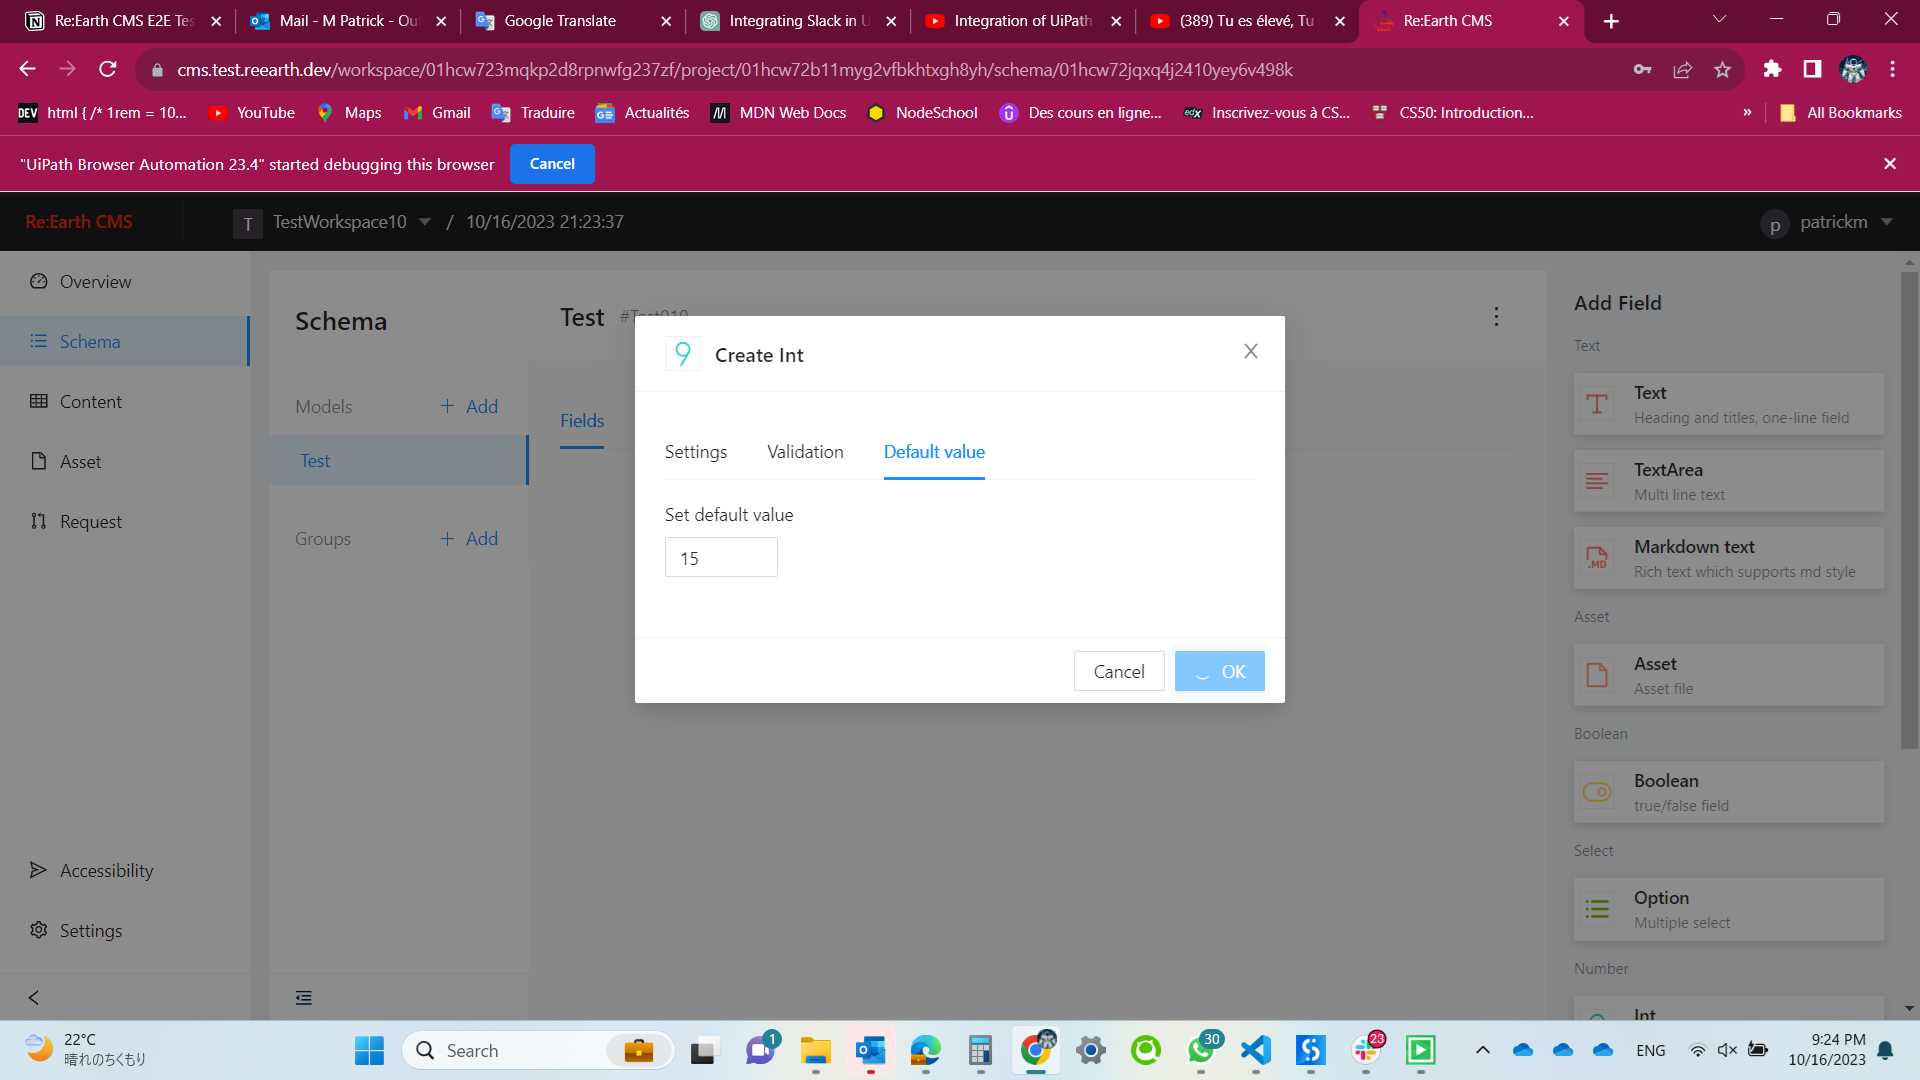 Re:Earth CMS E2E Tes
Mail - M Patrick - Ou
Google Translate
Integrating Slack in U
Integration of UiPath
(389) Tu es élevé, Tu
Re:Earth CMS
cms.test.reearth.dev/workspace/01hcw723mqkp2d8rpnwfg237zf/project/01hcw72b11myg2vfbkhtxgh8yh/schema/01hcw72jqxq4j2410yey6v498k
DEV html { /* 1rem = 10...
YouTube
Maps
Gmail
Traduire
Actualités
MDN Web Docs
NodeSchool
Des cours en ligne...
edX Inscrivez-vous à CS...
CS50: Introduction...
»
All Bookmarks
"UiPath Browser Automation 23.4" started debugging this browser
Cancel
Re:Earth CMS
T TestWorkspace10 / 10/16/2023 21:23:37
p patrickm
Overview
Schema
Content
Asset
Request
Accessibility
Settings
Schema
Models
+ Add
Test
Groups
+ Add
Test
Fields
Create Int
Settings
Validation
Default value
Set default value
15
Cancel
OK
Add Field
Text
Text
Heading and titles, one-line field
TextArea
Multi line text
Markdown text
Rich text which supports md style
Asset
Asset
Asset file
Boolean
Boolean
true/false field
Select
Option
Multiple select
Number
Int
22°C
晴れのちくもり
Search
1
30
23
ENG
9:24 PM
10/16/2023